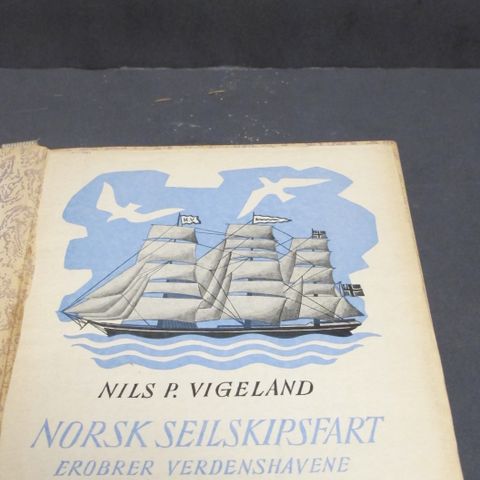 NILS P. VIGELAND
NORSK SEILSKIPSFART
EROBRER VERDENSHAVENE